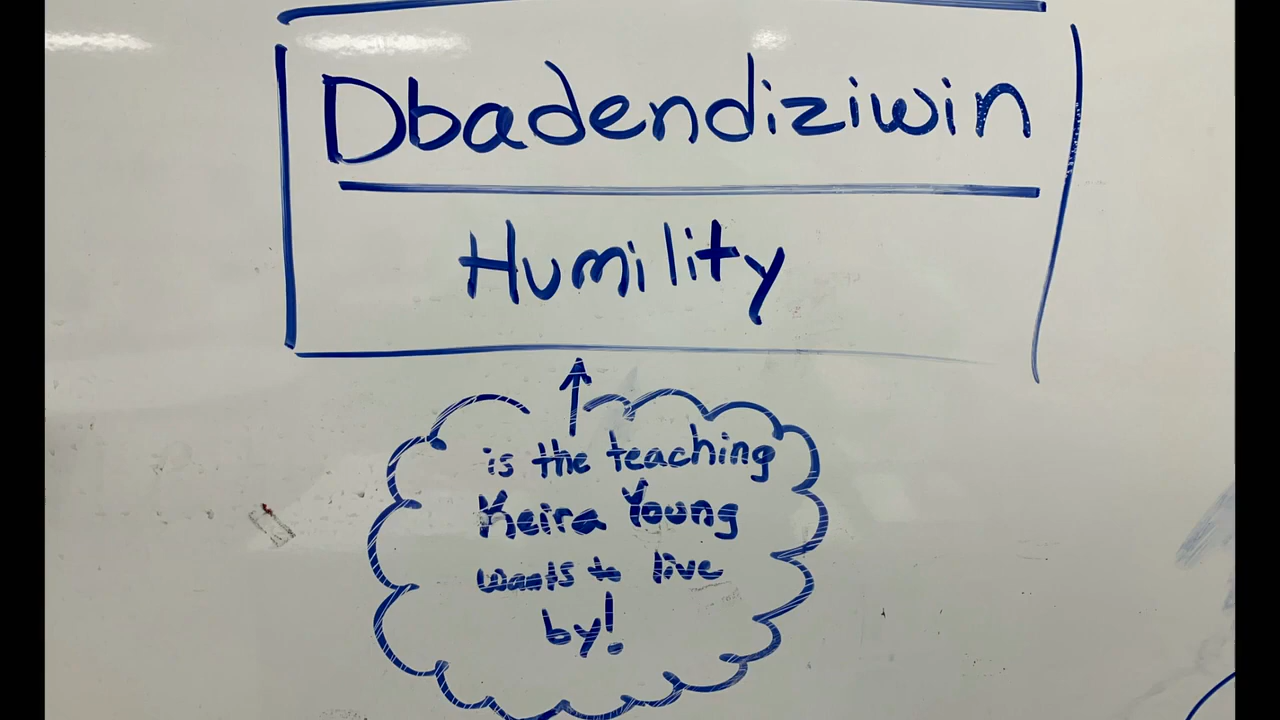 Dbadendiziwin
Humility
is the teaching
Keira Young
wants to live
by!